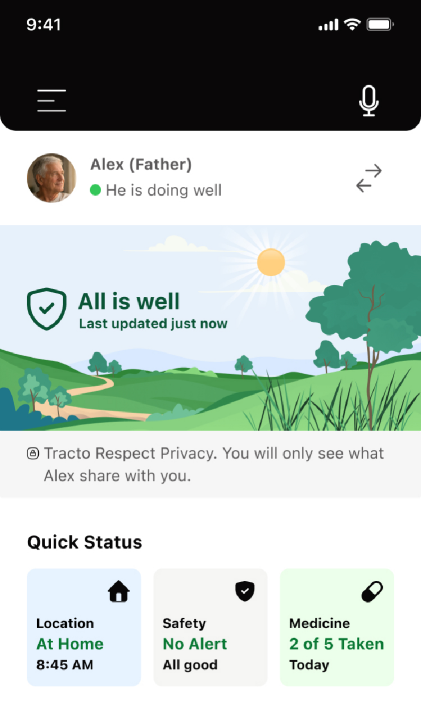 9:41
Alex (Father)
He is doing well
All is well
Last updated just now
Tracto Respect Privacy. You will only see what
Alex share with you.
Quick Status
Location
At Home
8:45 AM
Safety
No Alert
All good
Medicine
2 of 5 Taken
Today